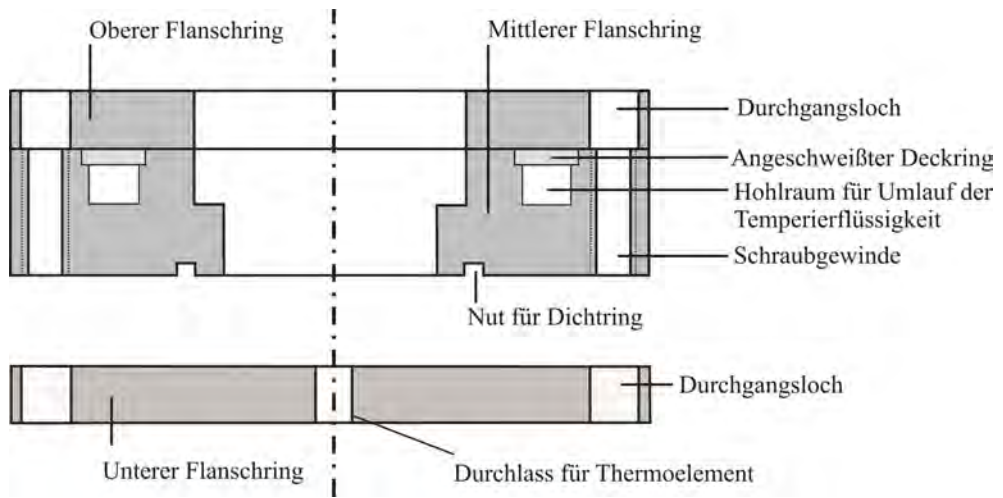 Oberer Flanschring
Mittlerer Flanschring
Durchgangsloch
Angeschweißter Deckring
Hohlraum für Umlauf der
Temperierflüssigkeit
Schraubgewinde
Nut für Dichtring
Durchgangsloch
Unterer Flanschring
Durchlass für Thermoelement